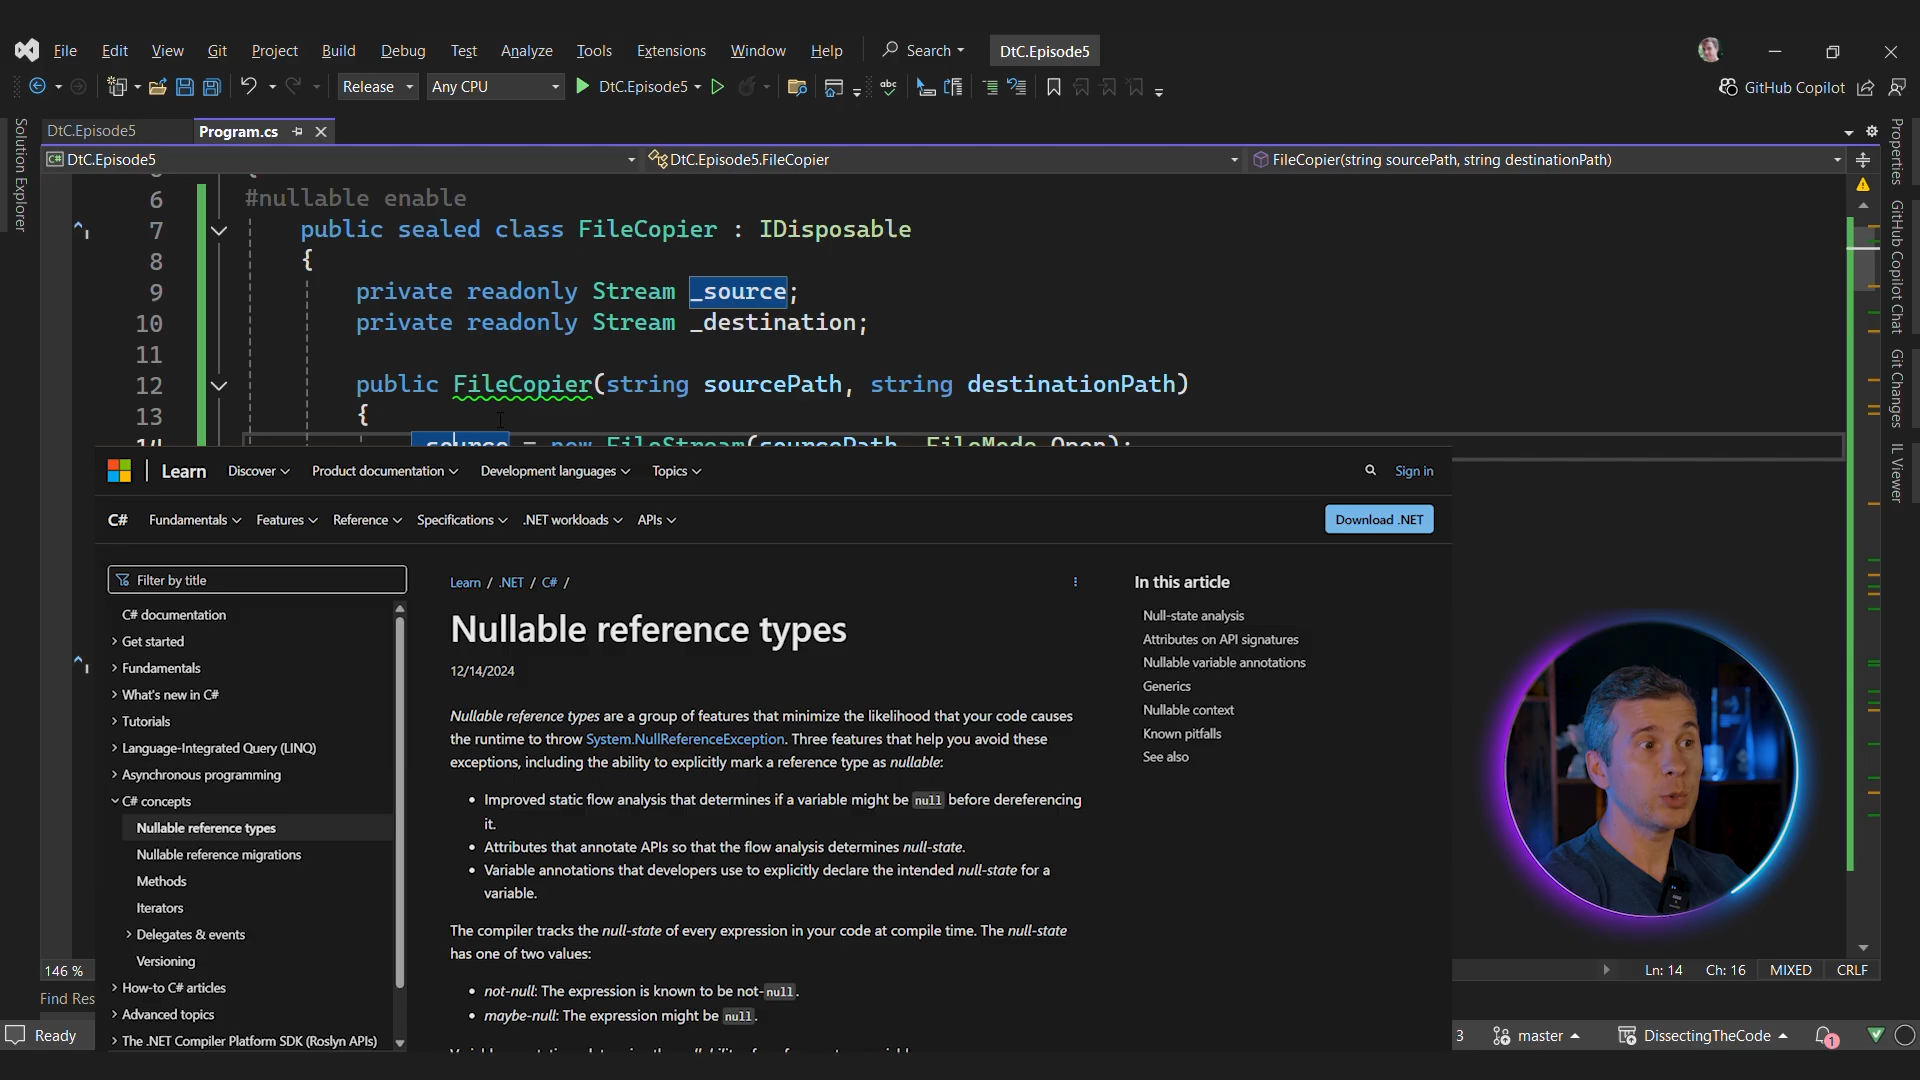 File Edit View Git Project Build Debug Test Analyze Tools Extensions Window Help Search DtC.Episode5
Release Any CPU DtC.Episode5 GitHub Copilot
Solution Explorer
DtC.Episode5 Program.cs
DtC.Episode5 DtC.Episode5.FileCopier FileCopier(string sourcePath, string destinationPath)
6 #nullable enable
7 public sealed class FileCopier : IDisposable
8 {
9 private readonly Stream _source;
10 private readonly Stream _destination;
11
12 public FileCopier(string sourcePath, string destinationPath)
13 {
14 _source = new FileStream(sourcePath, FileMode.Open);
Properties
GitHub Copilot Chat
Git Changes
IL Viewer
Learn Discover Product documentation Development languages Topics Sign in
C# Fundamentals Features Reference Specifications .NET workloads APIs Download .NET
Filter by title
C# documentation
Get started
Fundamentals
What's new in C#
Tutorials
Language-Integrated Query (LINQ)
Asynchronous programming
C# concepts
Nullable reference types
Nullable reference migrations
Methods
Iterators
Delegates & events
Versioning
How-to C# articles
Advanced topics
The .NET Compiler Platform SDK (Roslyn APIs)
Learn / .NET / C# /
Nullable reference types
12/14/2024
Nullable reference types are a group of features that minimize the likelihood that your code causes
the runtime to throw System.NullReferenceException. Three features that help you avoid these
exceptions, including the ability to explicitly mark a reference type as nullable:
• Improved static flow analysis that determines if a variable might be null before dereferencing
it.
• Attributes that annotate APIs so that the flow analysis determines null-state.
• Variable annotations that developers use to explicitly declare the intended null-state for a
variable.
The compiler tracks the null-state of every expression in your code at compile time. The null-state
has one of two values:
• not-null: The expression is known to be not-null.
• maybe-null: The expression might be null.
In this article
Null-state analysis
Attributes on API signatures
Nullable variable annotations
Generics
Nullable context
Known pitfalls
See also
146 % Ln: 14 Ch: 16 MIXED CRLF
Find Res
Ready 3 master DissectingTheCode 1